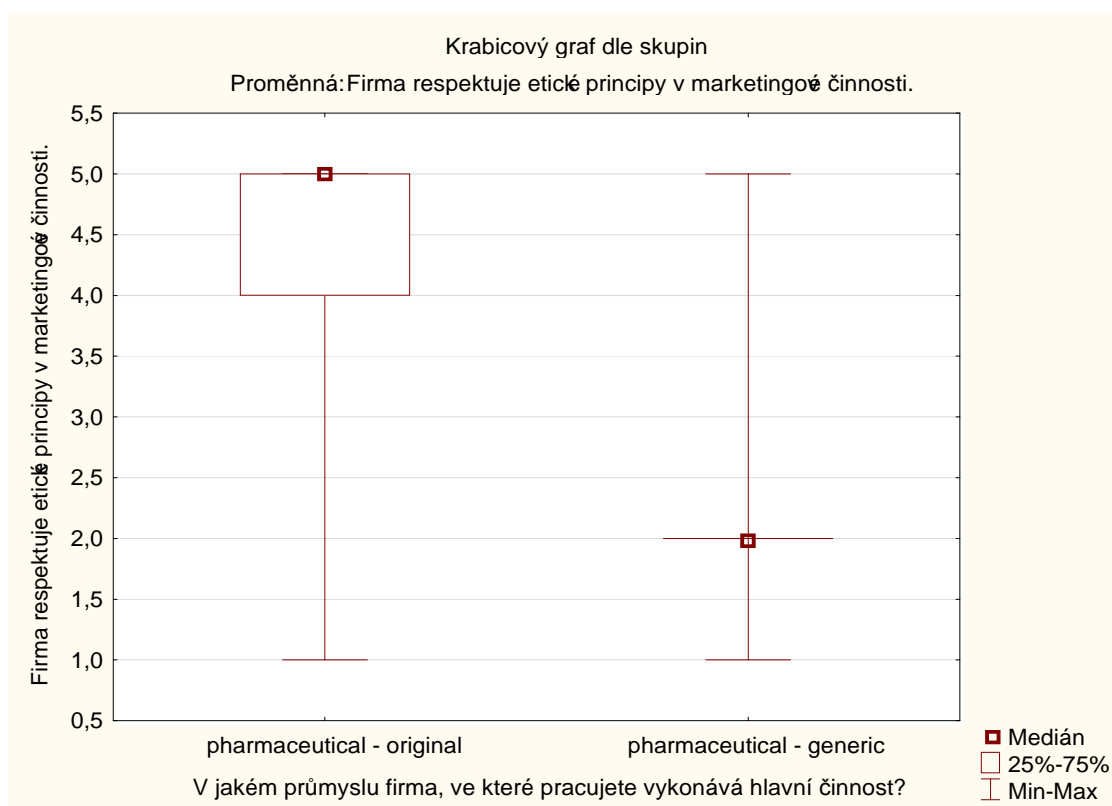 Krabicový graf dle skupin
Proměnná:Firma respektuje etické principy v marketingové činnosti.
Firma respektuje etické principy v marketingové činnosti.
5,5
5,0
4,5
4,0
3,5
3,0
2,5
2,0
1,5
1,0
0,5
pharmaceutical - original
pharmaceutical - generic
V jakém průmyslu firma, ve které pracujete vykonává hlavní činnost?
Medián
25%-75%
Min-Max